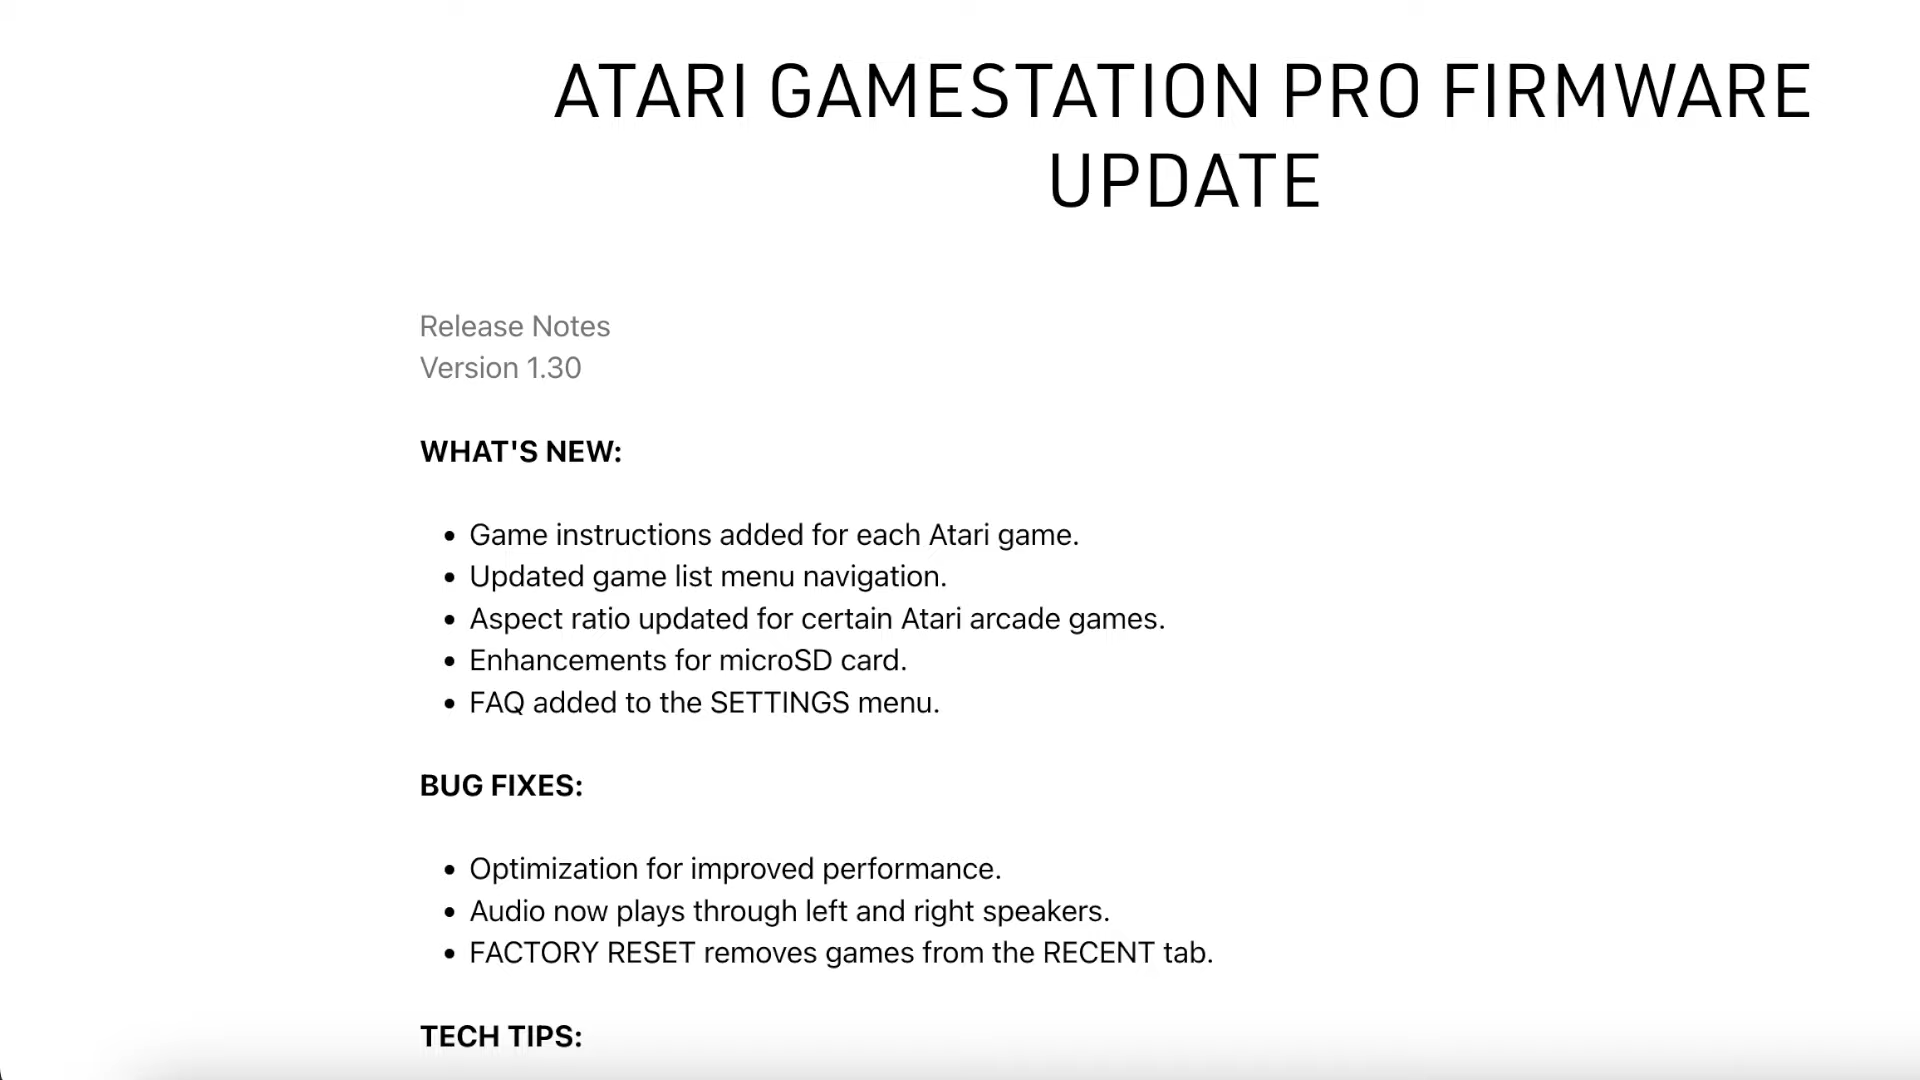 ATARI GAMESTATION PRO FIRMWARE
UPDATE
Release Notes
Version 1.30
WHAT'S NEW:
• Game instructions added for each Atari game.
• Updated game list menu navigation.
• Aspect ratio updated for certain Atari arcade games.
• Enhancements for microSD card.
• FAQ added to the SETTINGS menu.
BUG FIXES:
• Optimization for improved performance.
• Audio now plays through left and right speakers.
• FACTORY RESET removes games from the RECENT tab.
TECH TIPS: